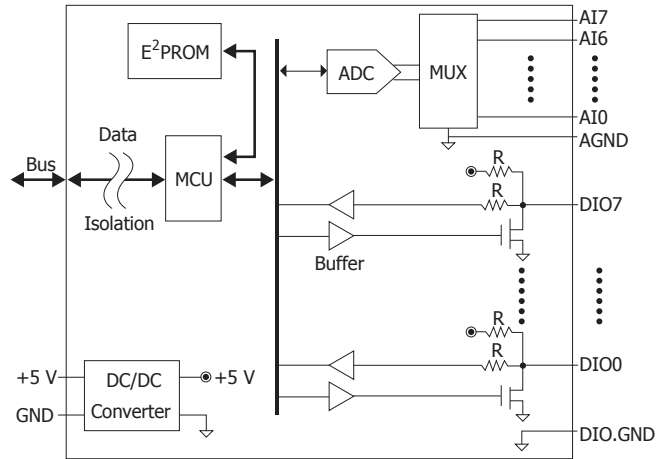 AI7
E²PROM
AI6
ADC
MUX
Data
AI0
AGND
Bus
MCU
R
Isolation
R
DIO7
Buffer
R
R
DIO0
+5 V
DC/DC
Converter
+5 V
GND
DIO.GND